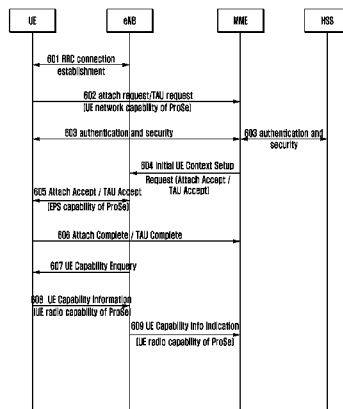 UE
eNB
MME
HSS
601 RRC connection
establishment
602 attach request/TAU request
[UE network capability of ProSe]
603 authentication and security
603 authentication and
security
604 Initial UE Context Setup
Request (Attach Accept /
TAU Accept)
605 Attach Accept / TAU Accept
[EPS capability of ProSe]
606 Attach Complete / TAU Complete
607 UE Capability Enquery
608 UE Capability Information
[UE radio capability of ProSe]
609 UE Capability Info Indication
[UE radio capability of ProSe]